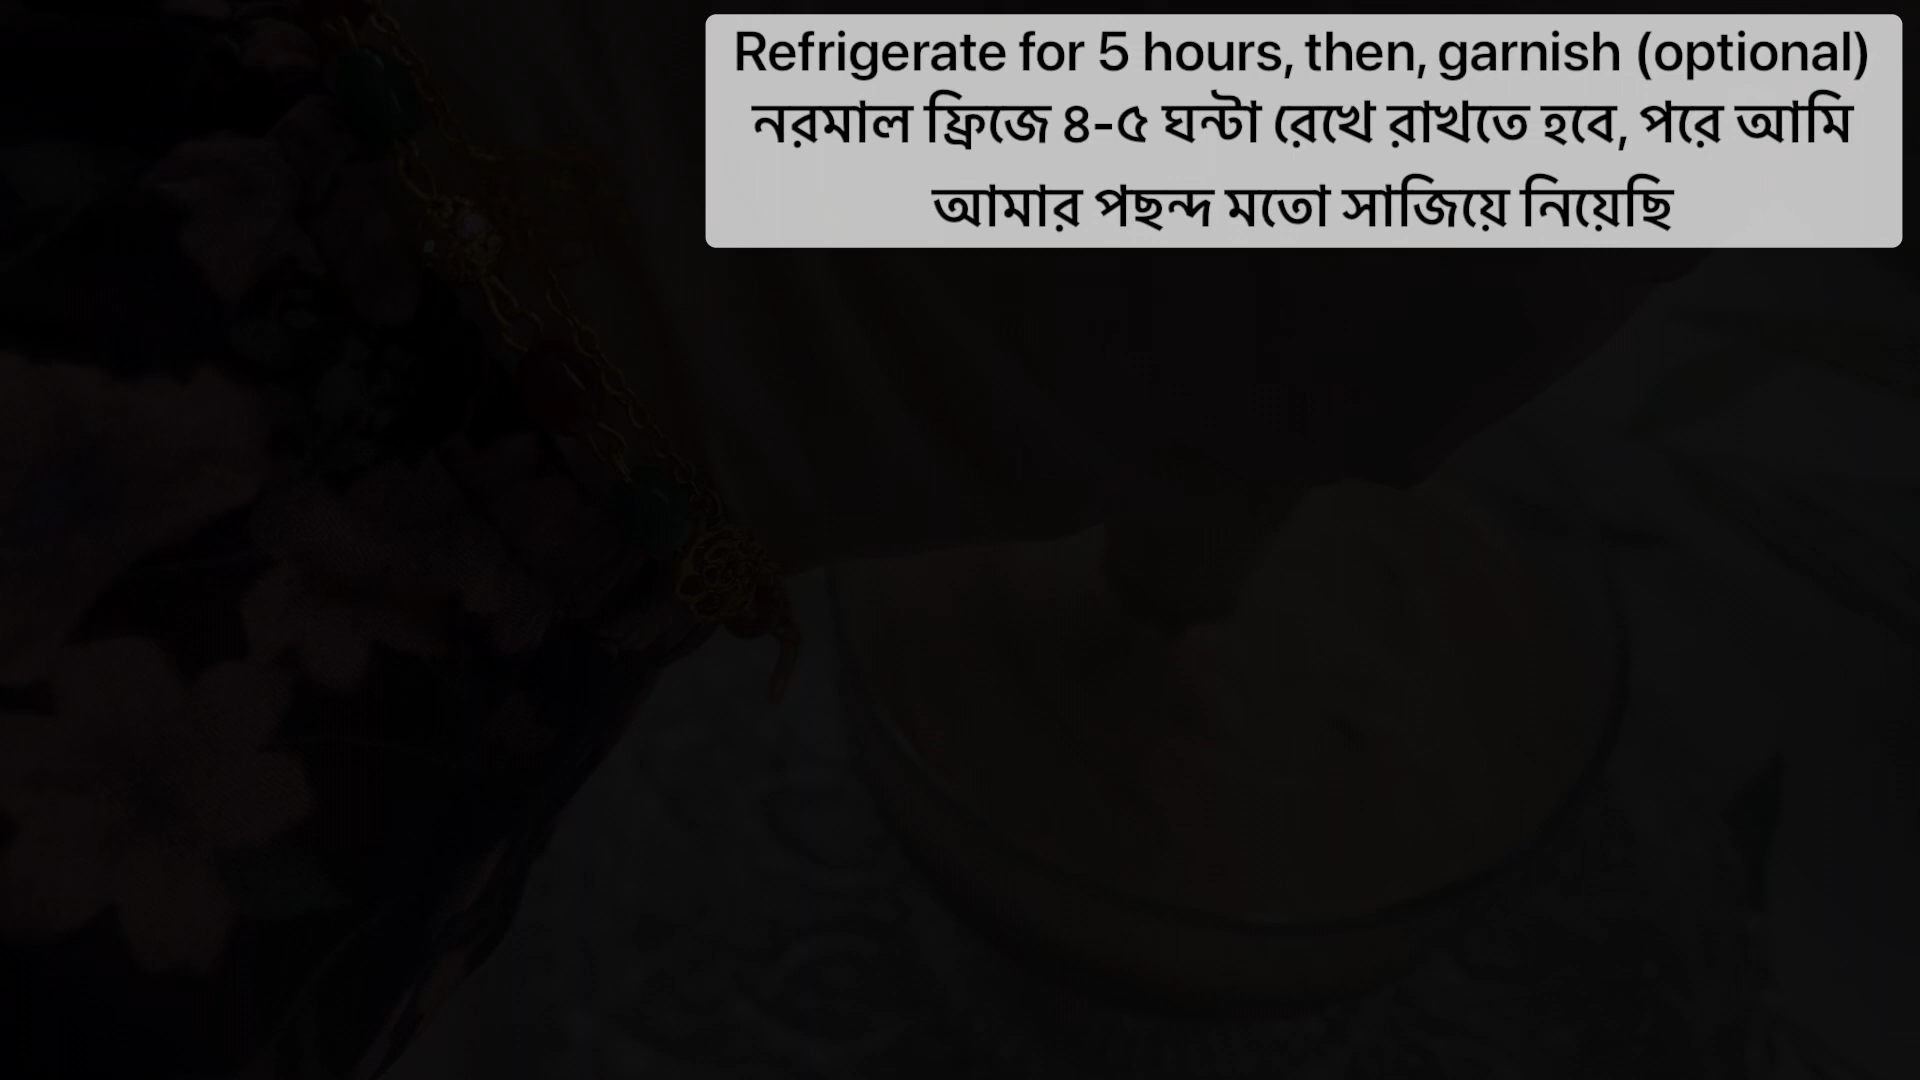 Refrigerate for 5 hours, then, garnish (optional)
নরমাল ফ্রিজে ৪-৫ ঘন্টা রেখে রাখতে হবে, পরে আমি
আমার পছন্দ মতো সাজিয়ে নিয়েছি